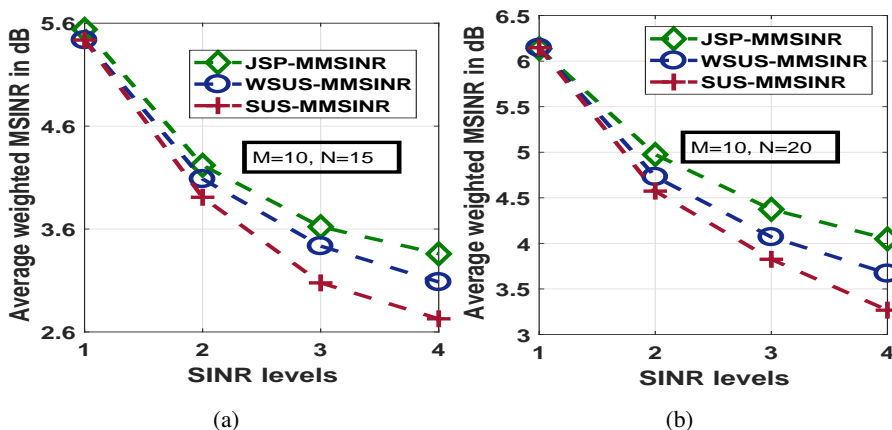 Average weighted MSINR in dB
5.6
4.6
3.6
2.6
JSP-MMSINR
WSUS-MMSINR
SUS-MMSINR
M=10, N=15
1 2 3 4
SINR levels
(a)
Average weighted MSINR in dB
6.5
6
5.5
5
4.5
4
3.5
3
JSP-MMSINR
WSUS-MMSINR
SUS-MMSINR
M=10, N=20
1 2 3 4
SINR levels
(b)